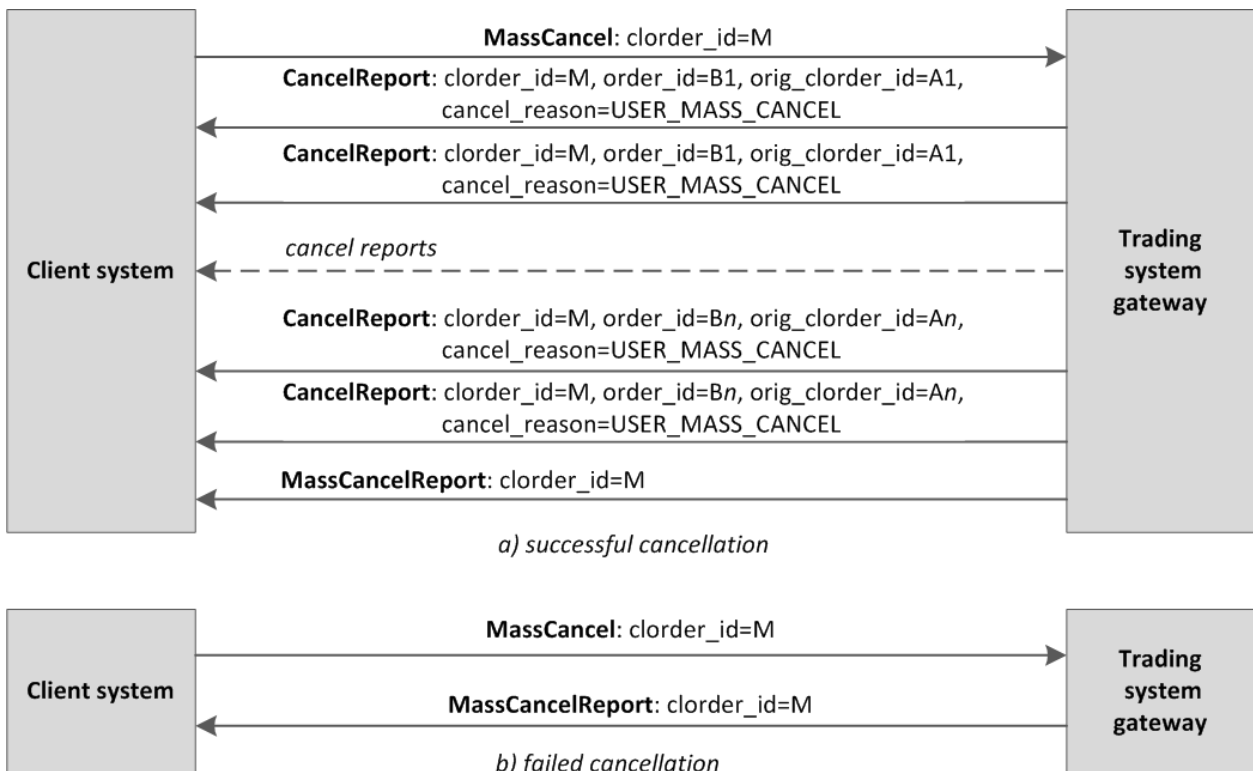 MassCancel: clorder_id=M
CancelReport: clorder_id=M, order_id=B1, orig_clorder_id=A1,
cancel_reason=USER_MASS_CANCEL
CancelReport: clorder_id=M, order_id=B1, orig_clorder_id=A1,
cancel_reason=USER_MASS_CANCEL
cancel reports
Client system
Trading
system
gateway
CancelReport: clorder_id=M, order_id=Bn, orig_clorder_id=An,
cancel_reason=USER_MASS_CANCEL
CancelReport: clorder_id=M, order_id=Bn, orig_clorder_id=An,
cancel_reason=USER_MASS_CANCEL
MassCancelReport: clorder_id=M
a) successful cancellation
MassCancel: clorder_id=M
Client system
Trading
system
gateway
MassCancelReport: clorder_id=M
b) failed cancellation